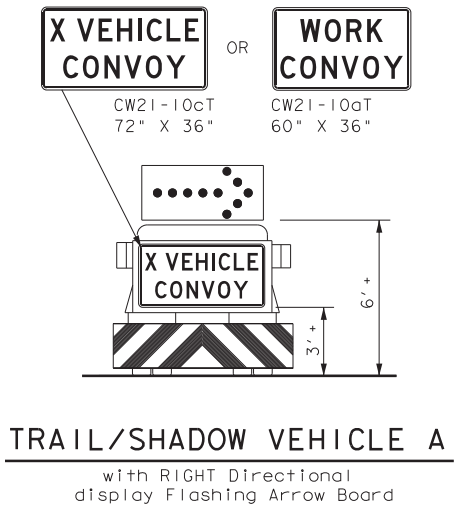 X VEHICLE
CONVOY
OR
WORK
CONVOY
CW21-10cT
72" X 36"
CW21-10aT
60" X 36"
X VEHICLE
CONVOY
6' +
3' +
TRAIL/SHADOW VEHICLE A
with RIGHT Directional
display Flashing Arrow Board